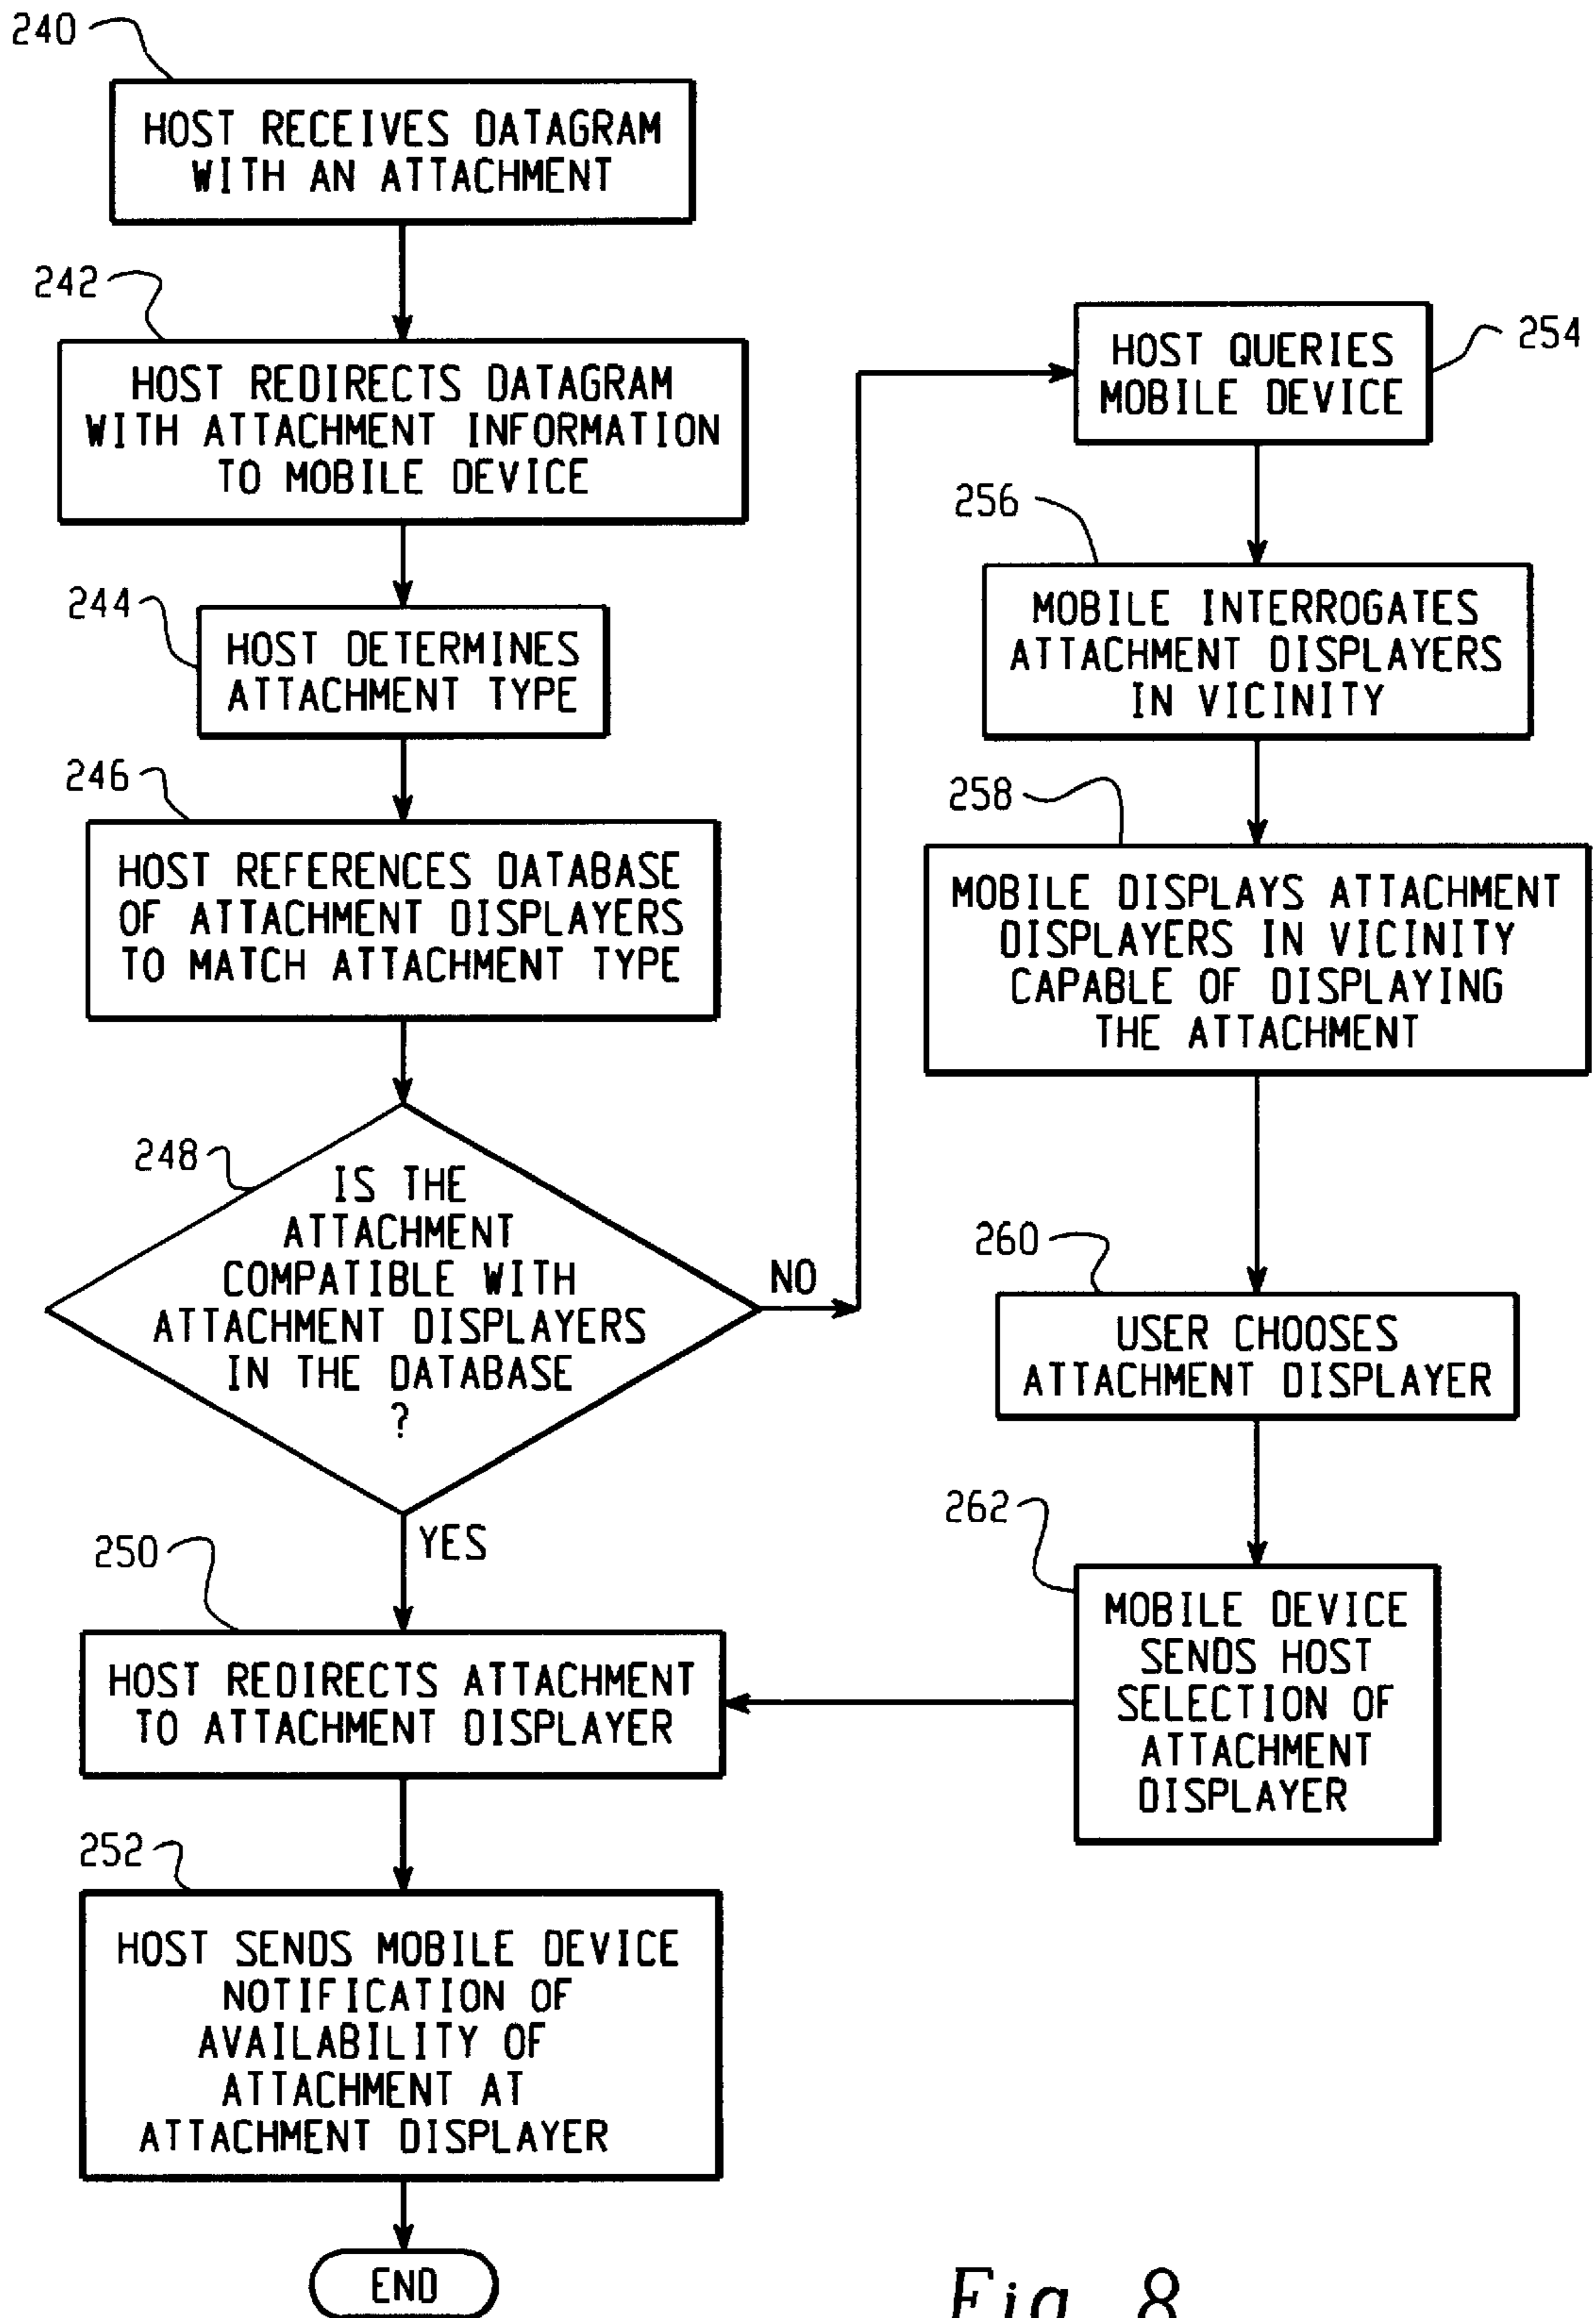 240
HOST RECEIVES DATAGRAM
WITH AN ATTACHMENT
242
HOST REDIRECTS DATAGRAM
WITH ATTACHMENT INFORMATION
TO MOBILE DEVICE
244
HOST DETERMINES
ATTACHMENT TYPE
246
HOST REFERENCES DATABASE
OF ATTACHMENT DISPLAYERS
TO MATCH ATTACHMENT TYPE
248
IS THE
ATTACHMENT
COMPATIBLE WITH
ATTACHMENT DISPLAYERS
IN THE DATABASE
?
NO
YES
250
HOST REDIRECTS ATTACHMENT
TO ATTACHMENT DISPLAYER
252
HOST SENDS MOBILE DEVICE
NOTIFICATION OF
AVAILABILITY OF
ATTACHMENT AT
ATTACHMENT DISPLAYER
END
254
HOST QUERIES
MOBILE DEVICE
256
MOBILE INTERROGATES
ATTACHMENT DISPLAYERS
IN VICINITY
258
MOBILE DISPLAYS ATTACHMENT
DISPLAYERS IN VICINITY
CAPABLE OF DISPLAYING
THE ATTACHMENT
260
USER CHOOSES
ATTACHMENT DISPLAYER
262
MOBILE DEVICE
SENDS HOST
SELECTION OF
ATTACHMENT
DISPLAYER
Fig. 8